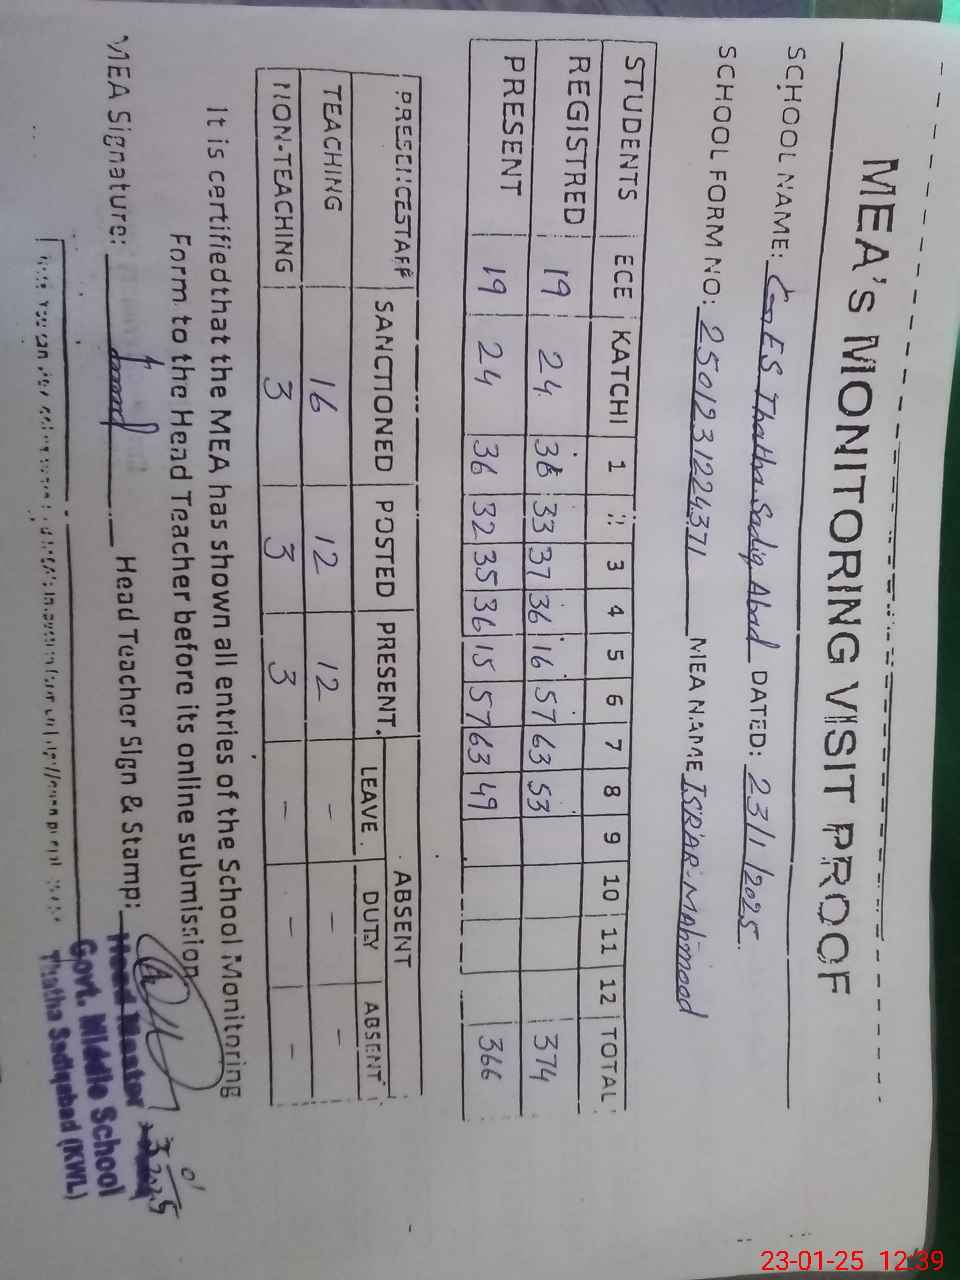 MEA's MONITORING VISIT PROOF
SCHOOL NAME: GES Thatha Sadiq Abad DATED: 23/1/2025
SCHOOL FORM NO: 2501231224371 MEA NAME ISRAR Mahmood
STUDENTS ECE KATCHI 1 2 3 4 5 6 7 8 9 10 11 12 TOTAL
REGISTRED 19 24 36 33 37 36 16 57 63 53 374
PRESENT 19 24 36 32 35 36 15 57 63 49 366
PRESENCE STAFF SANCTIONED POSTED PRESENT ABSENT
LEAVE DUTY ABSENT
TEACHING 16 12 12 - - -
NON-TEACHING 3 3 3 - - -
It is certified that the MEA has shown all entries of the School Monitoring
Form to the Head Teacher before its online submission
MEA Signature: Head Teacher Sign & Stamp:
Head Master
Govt. Middle School
Thatha Sadiqabad (KWL)
23-01-25 12:39